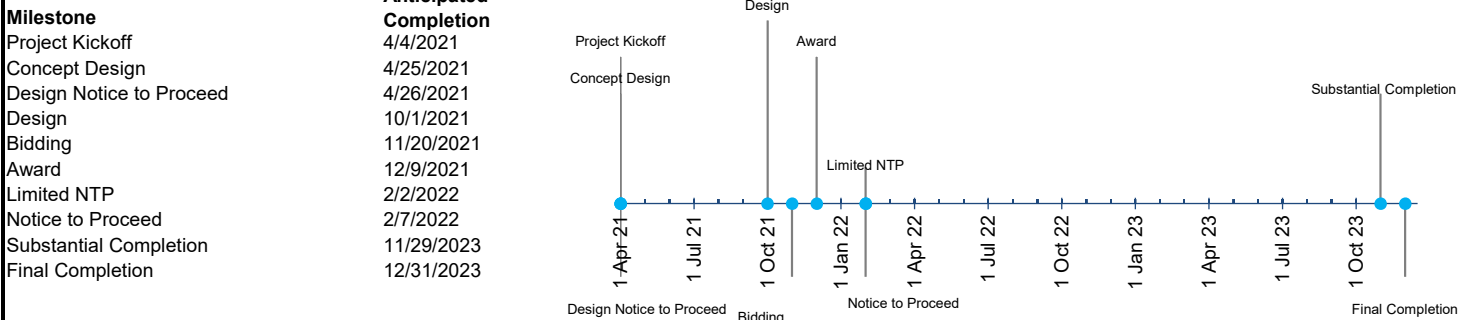 Anticipated
Milestone Completion
Project Kickoff 4/4/2021
Concept Design 4/25/2021
Design Notice to Proceed 4/26/2021
Design 10/1/2021
Bidding 11/20/2021
Award 12/9/2021
Limited NTP 2/2/2022
Notice to Proceed 2/7/2022
Substantial Completion 11/29/2023
Final Completion 12/31/2023
Design
Project Kickoff
Award
Concept Design
Substantial Completion
Limited NTP
1 Apr 21
1 Jul 21
1 Oct 21
1 Jan 22
1 Apr 22
1 Jul 22
1 Oct 22
1 Jan 23
1 Apr 23
1 Jul 23
1 Oct 23
Notice to Proceed
Design Notice to Proceed
Bidding
Final Completion